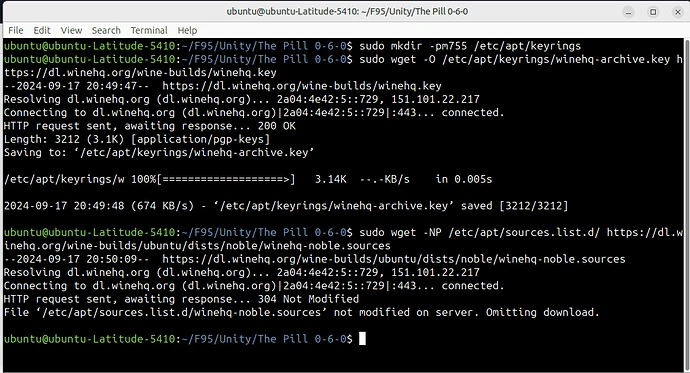 ubuntu@ubuntu-Latitude-5410: ~/F95/Unity/The Pill 0-6-0
File Edit View Search Terminal Help
ubuntu@ubuntu-Latitude-5410:~/F95/Unity/The Pill 0-6-0$ sudo mkdir -pm755 /etc/apt/keyrings
ubuntu@ubuntu-Latitude-5410:~/F95/Unity/The Pill 0-6-0$ sudo wget -O /etc/apt/keyrings/winehq-archive.key h
ttps://dl.winehq.org/wine-builds/winehq.key
--2024-09-17 20:49:47--  https://dl.winehq.org/wine-builds/winehq.key
Resolving dl.winehq.org (dl.winehq.org)... 2a04:4e42:5::729, 151.101.22.217
Connecting to dl.winehq.org (dl.winehq.org)|2a04:4e42:5::729|:443... connected.
HTTP request sent, awaiting response... 200 OK
Length: 3212 (3.1K) [application/pgp-keys]
Saving to: ‘/etc/apt/keyrings/winehq-archive.key’
/etc/apt/keyrings/w 100%[===================>]   3.14K  --.-KB/s    in 0.005s
2024-09-17 20:49:48 (674 KB/s) - ‘/etc/apt/keyrings/winehq-archive.key’ saved [3212/3212]
ubuntu@ubuntu-Latitude-5410:~/F95/Unity/The Pill 0-6-0$ sudo wget -NP /etc/apt/sources.list.d/ https://dl.w
inehq.org/wine-builds/ubuntu/dists/noble/winehq-noble.sources
--2024-09-17 20:50:09--  https://dl.winehq.org/wine-builds/ubuntu/dists/noble/winehq-noble.sources
Resolving dl.winehq.org (dl.winehq.org)... 2a04:4e42:5::729, 151.101.22.217
Connecting to dl.winehq.org (dl.winehq.org)|2a04:4e42:5::729|:443... connected.
HTTP request sent, awaiting response... 304 Not Modified
File ‘/etc/apt/sources.list.d/winehq-noble.sources’ not modified on server. Omitting download.
ubuntu@ubuntu-Latitude-5410:~/F95/Unity/The Pill 0-6-0$